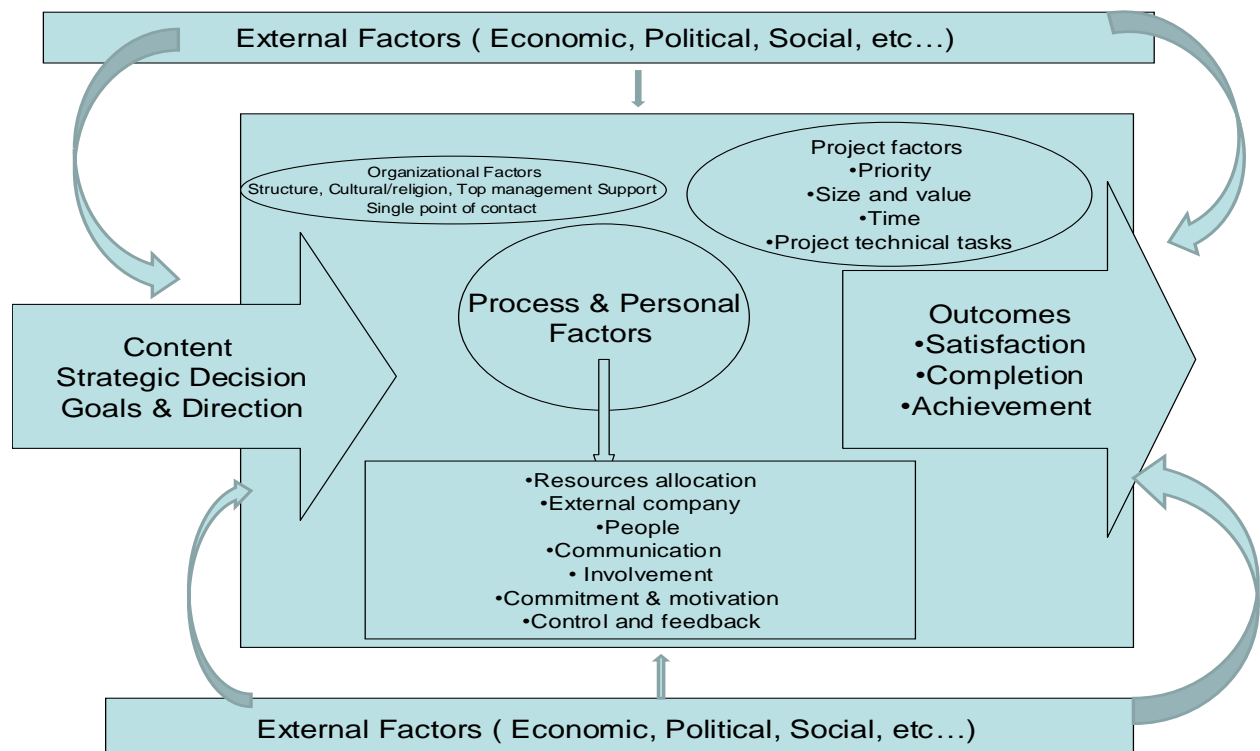 External Factors ( Economic, Political, Social, etc…)
Organizational Factors
Structure, Cultural/religion, Top management Support
Single point of contact
Project factors
•Priority
•Size and value
•Time
•Project technical tasks
Process & Personal
Factors
Content
Strategic Decision
Goals & Direction
Outcomes
•Satisfaction
•Completion
•Achievement
•Resources allocation
•External company
•People
•Communication
• Involvement
•Commitment & motivation
•Control and feedback
External Factors ( Economic, Political, Social, etc…)